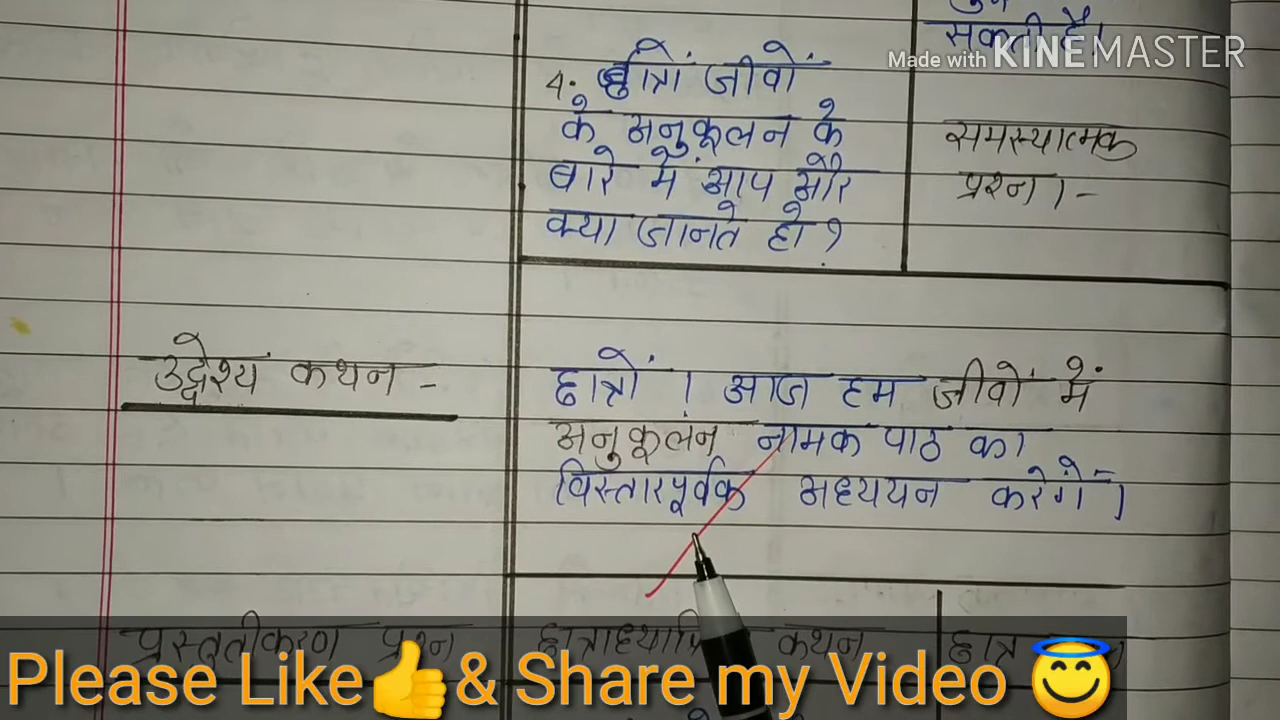 सकती है।
Made with KINEMASTER
4. छात्रों जीवों
के अनुकूलन के
बारे में आप और
क्या जानते हो?
समस्यात्मक
प्रश्न।-
उद्देश्य कथन -
छात्रों । आज हम जीवों में
अनुकूलन नामक पाठ का
विस्तारपूर्वक अध्ययन करेगें।
प्रस्तुतीकरण प्रश्न
कथन
छात्र
Please Like👍& Share my Video 😇